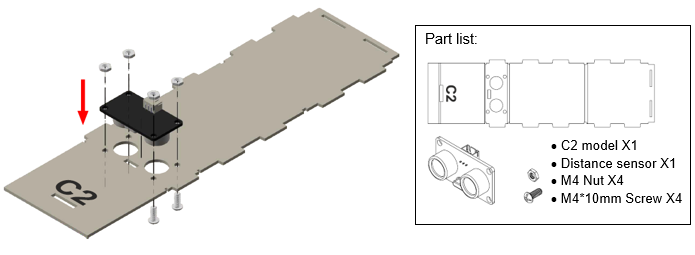 C2
Part list:
C2
● C2 model X1
● Distance sensor X1
● M4 Nut X4
● M4*10mm Screw X4